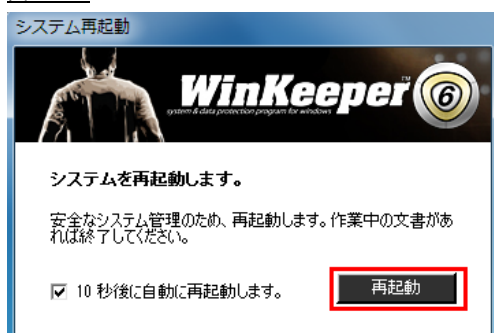 システム再起動
WinKeeper™ 6
system & data protection program for windows
システムを再起動します。
安全なシステム管理のため、再起動します。作業中の文書があ
れば終了してください。
10 秒後に自動に再起動します。
再起動